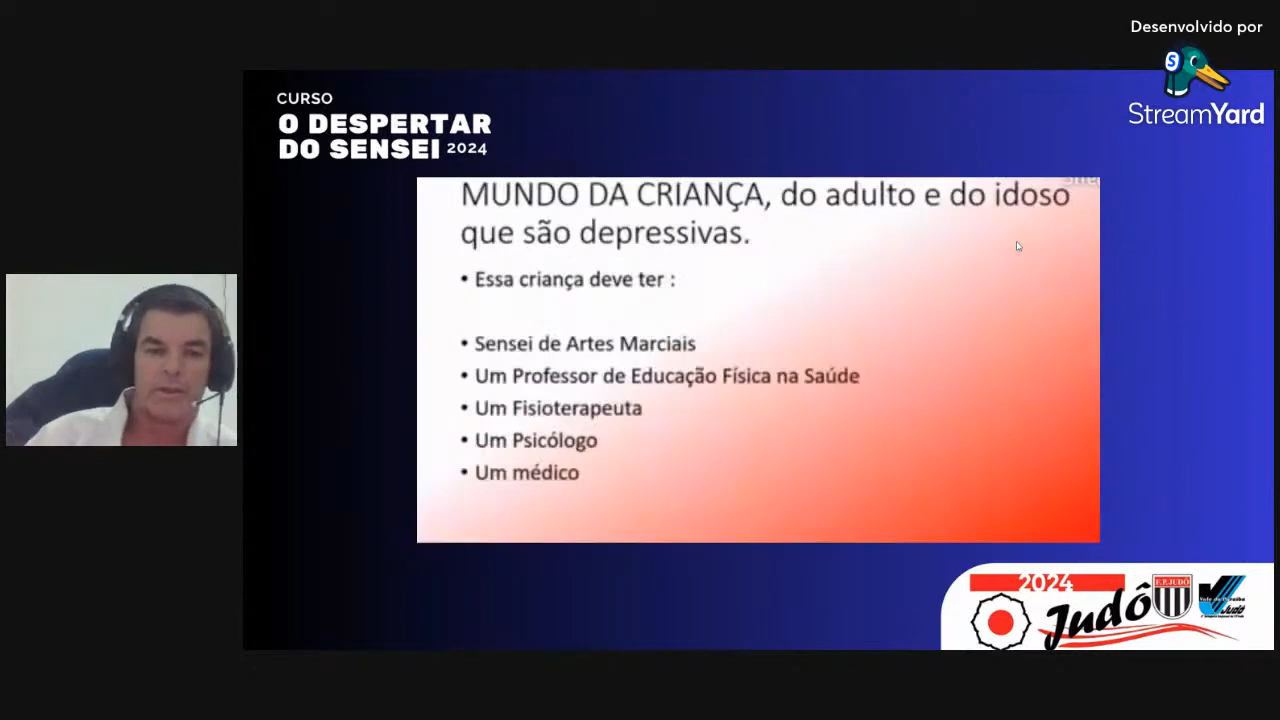 Desenvolvido por
StreamYard
CURSO
O DESPERTAR
DO SENSEI 2024
MUNDO DA CRIANÇA, do adulto e do idoso
que são depressivas.
• Essa criança deve ter :
• Sensei de Artes Marciais
• Um Professor de Educação Física na Saúde
• Um Fisioterapeuta
• Um Psicólogo
• Um médico
2024
Judô
F.P.JUDÔ
Judô